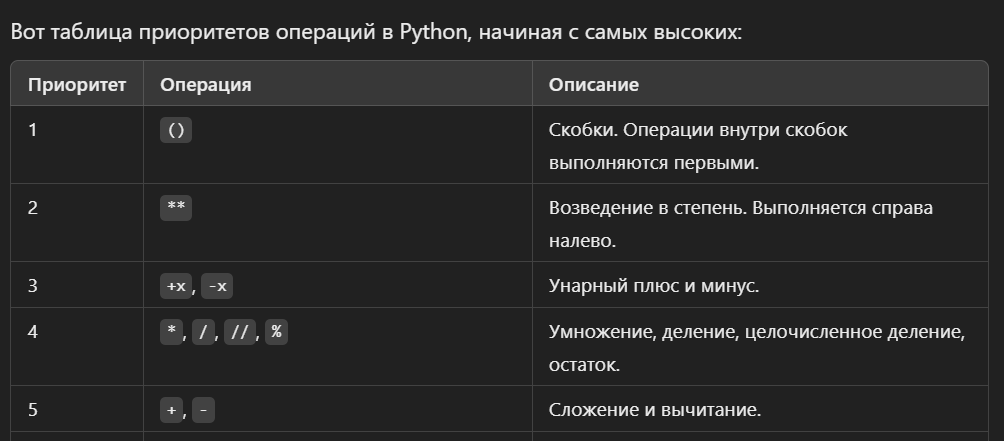 Вот таблица приоритетов операций в Python, начиная с самых высоких:
Приоритет Операция Описание
1 () Скобки. Операции внутри скобок
выполняются первыми.
2 ** Возведение в степень. Выполняется справа
налево.
3 +x, -x Унарный плюс и минус.
4 *, /, //, % Умножение, деление, целочисленное деление,
остаток.
5 +, - Сложение и вычитание.